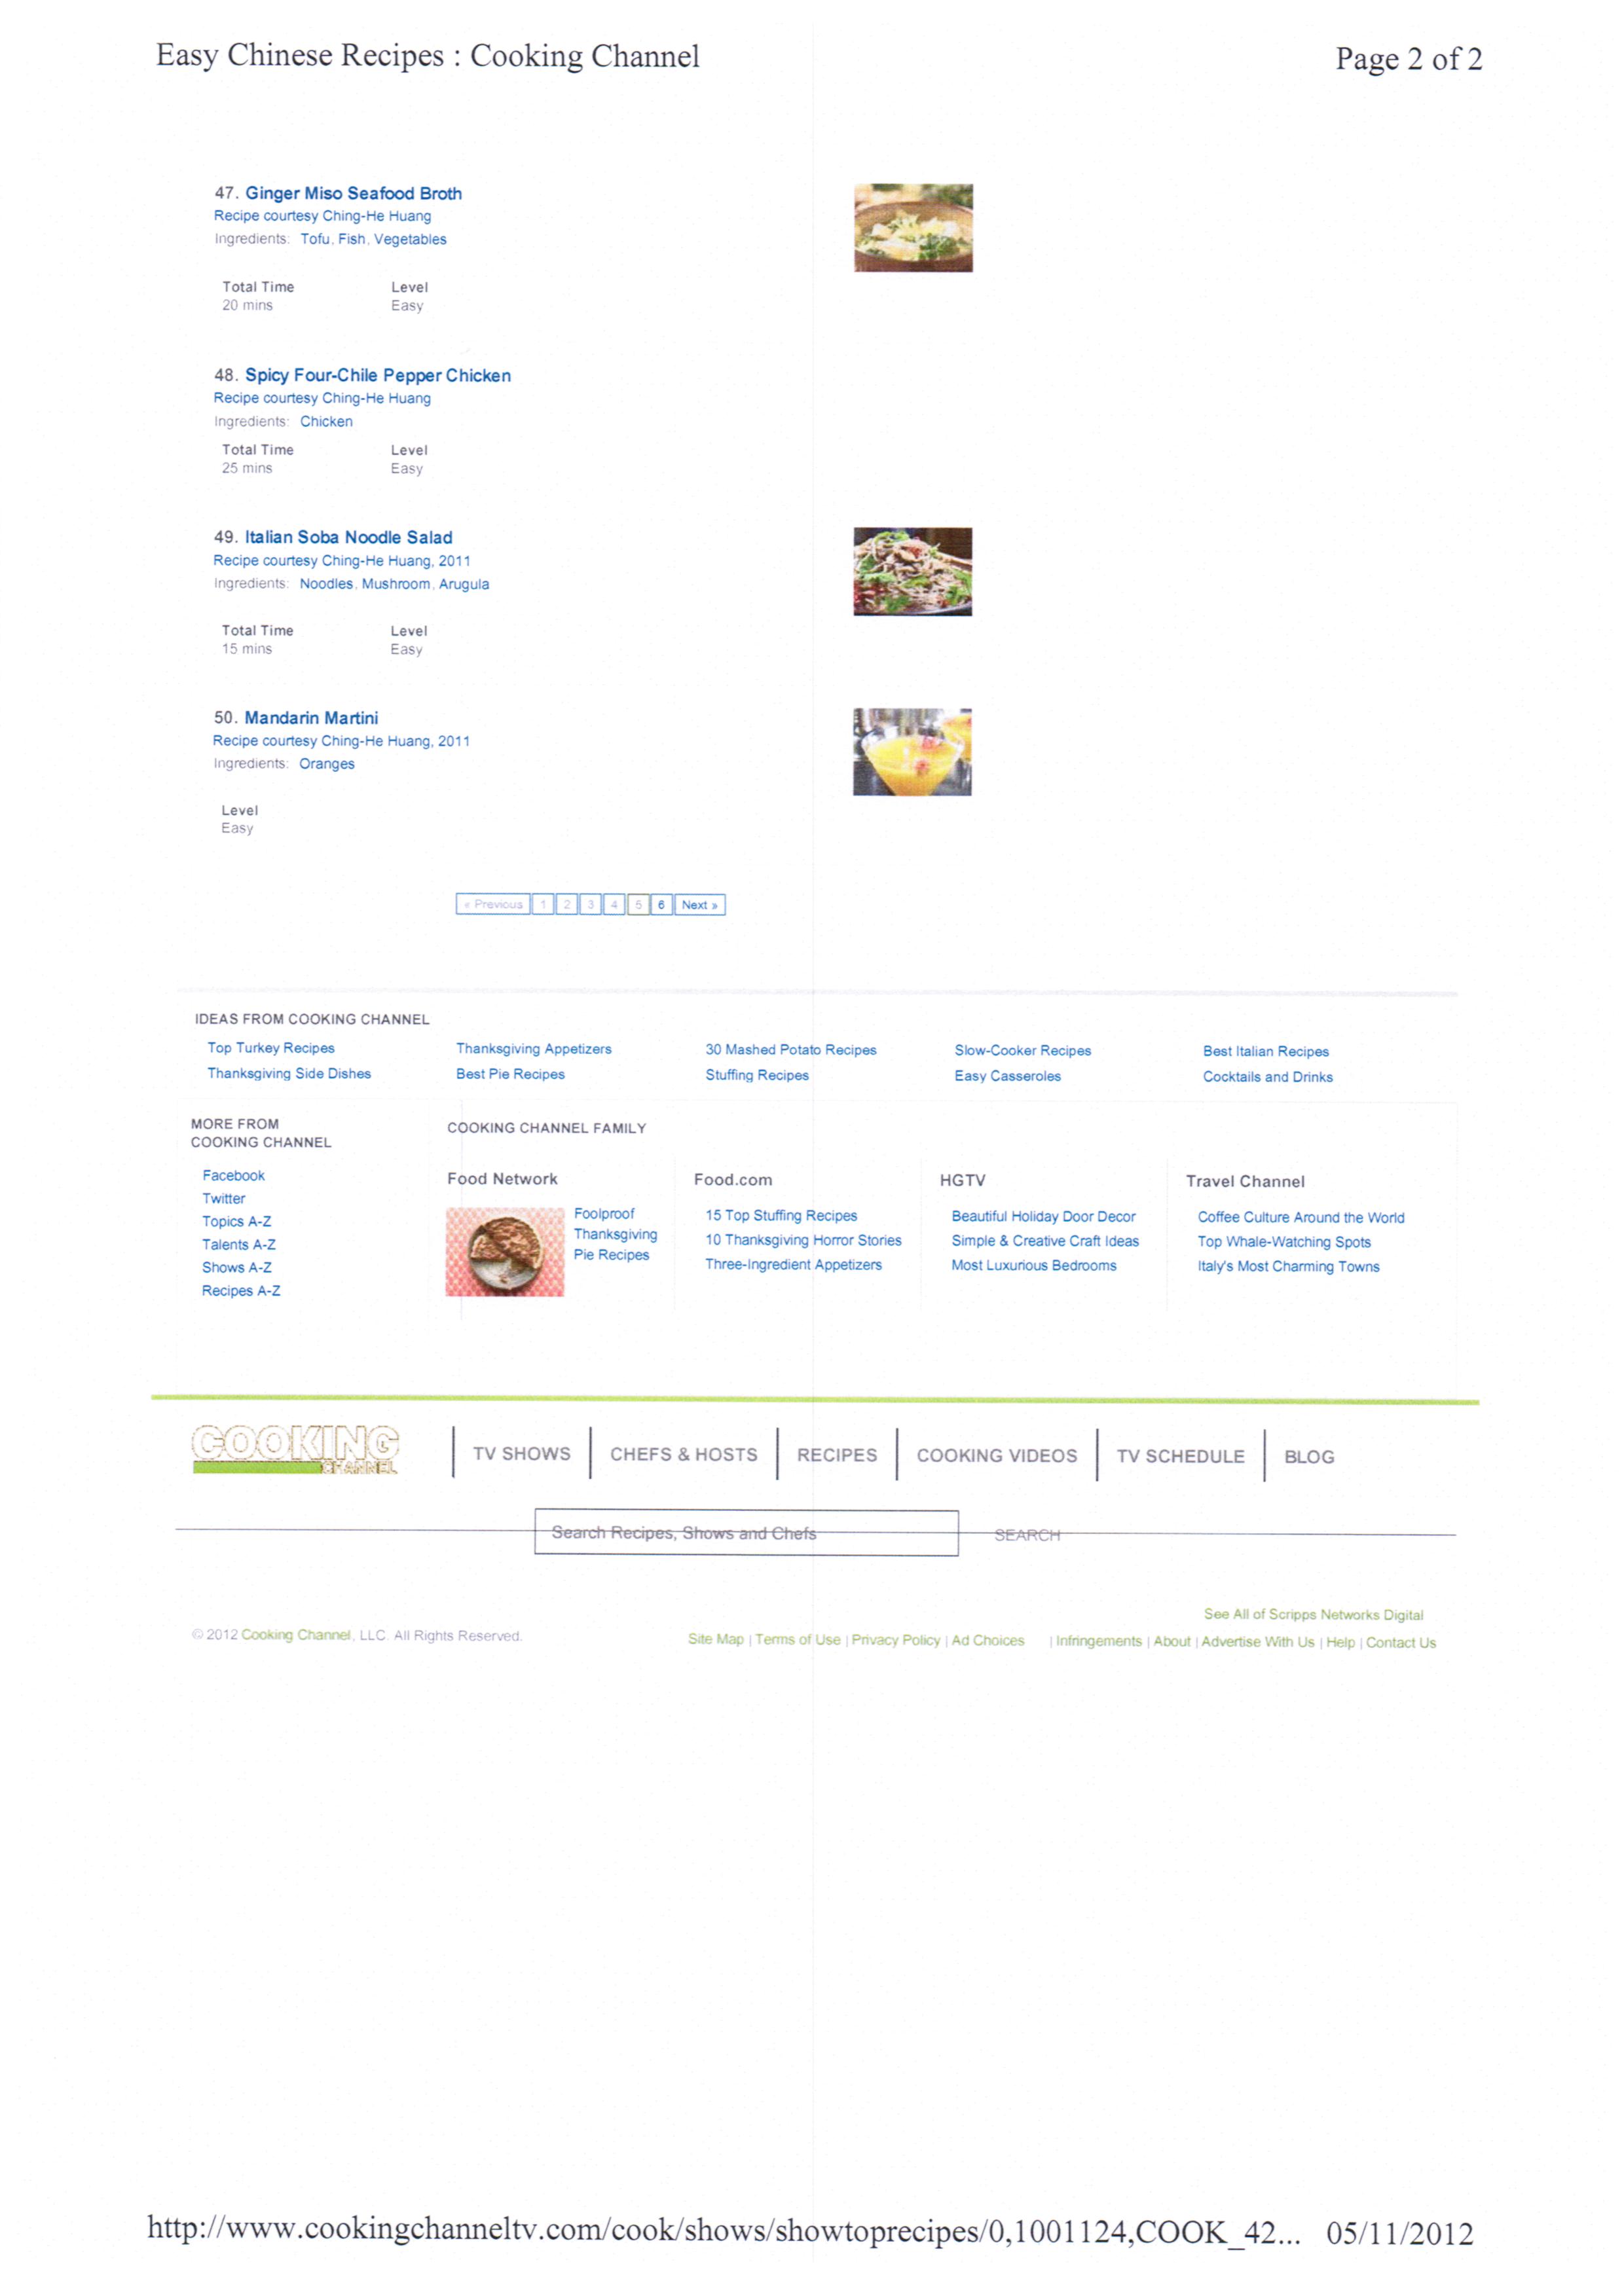 Easy Chinese Recipes : Cooking Channel Page 2 of 2
47. Ginger Miso Seafood Broth
Recipe courtesy Ching-He Huang
Ingredients: Tofu, Fish, Vegetables
Total Time Level
20 mins Easy
48. Spicy Four-Chile Pepper Chicken
Recipe courtesy Ching-He Huang
Ingredients: Chicken
Total Time Level
25 mins Easy
49. Italian Soba Noodle Salad
Recipe courtesy Ching-He Huang, 2011
Ingredients: Noodles, Mushroom, Arugula
Total Time Level
15 mins Easy
50. Mandarin Martini
Recipe courtesy Ching-He Huang, 2011
Ingredients: Oranges
Level
Easy
« Previous 1 2 3 4 5 6 Next »
IDEAS FROM COOKING CHANNEL
Top Turkey Recipes Thanksgiving Appetizers 30 Mashed Potato Recipes Slow-Cooker Recipes Best Italian Recipes
Thanksgiving Side Dishes Best Pie Recipes Stuffing Recipes Easy Casseroles Cocktails and Drinks
MORE FROM
COOKING CHANNEL
Facebook
Twitter
Topics A-Z
Talents A-Z
Shows A-Z
Recipes A-Z
COOKING CHANNEL FAMILY
Food Network
Foolproof
Thanksgiving
Pie Recipes
Food.com
15 Top Stuffing Recipes
10 Thanksgiving Horror Stories
Three-Ingredient Appetizers
HGTV
Beautiful Holiday Door Decor
Simple & Creative Craft Ideas
Most Luxurious Bedrooms
Travel Channel
Coffee Culture Around the World
Top Whale-Watching Spots
Italy's Most Charming Towns
COOKING
CHANNEL
TV SHOWS CHEFS & HOSTS RECIPES COOKING VIDEOS TV SCHEDULE BLOG
Search Recipes, Shows and Chefs SEARCH
See All of Scripps Networks Digital
© 2012 Cooking Channel, LLC. All Rights Reserved. Site Map | Terms of Use | Privacy Policy | Ad Choices | Infringements | About | Advertise With Us | Help | Contact Us
http://www.cookingchanneltv.com/cook/shows/showtoprecipes/0,1001124,COOK_42... 05/11/2012